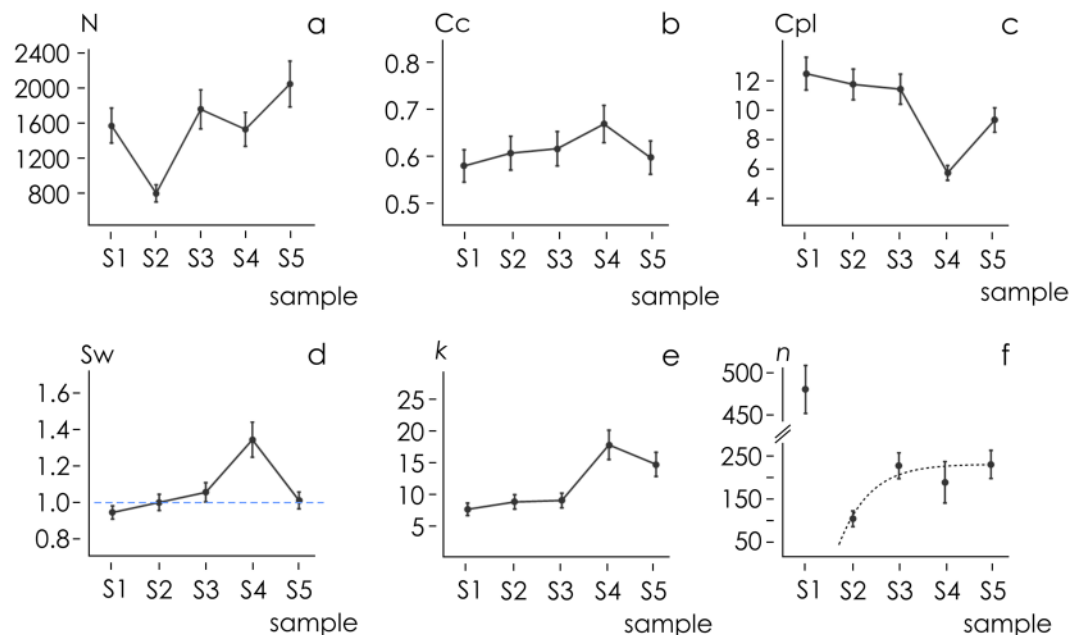 N a
2400
2000
1600
1200
800
S1 S2 S3 S4 S5
sample
Cc b
0.8
0.7
0.6
0.5
S1 S2 S3 S4 S5
sample
Cpl c
12
10
8
6
4
S1 S2 S3 S4 S5
sample
Sw d
1.6
1.4
1.2
1.0
0.8
S1 S2 S3 S4 S5
sample
k e
25
20
15
10
5
S1 S2 S3 S4 S5
sample
n f
500
450
250
150
50
S1 S2 S3 S4 S5
sample